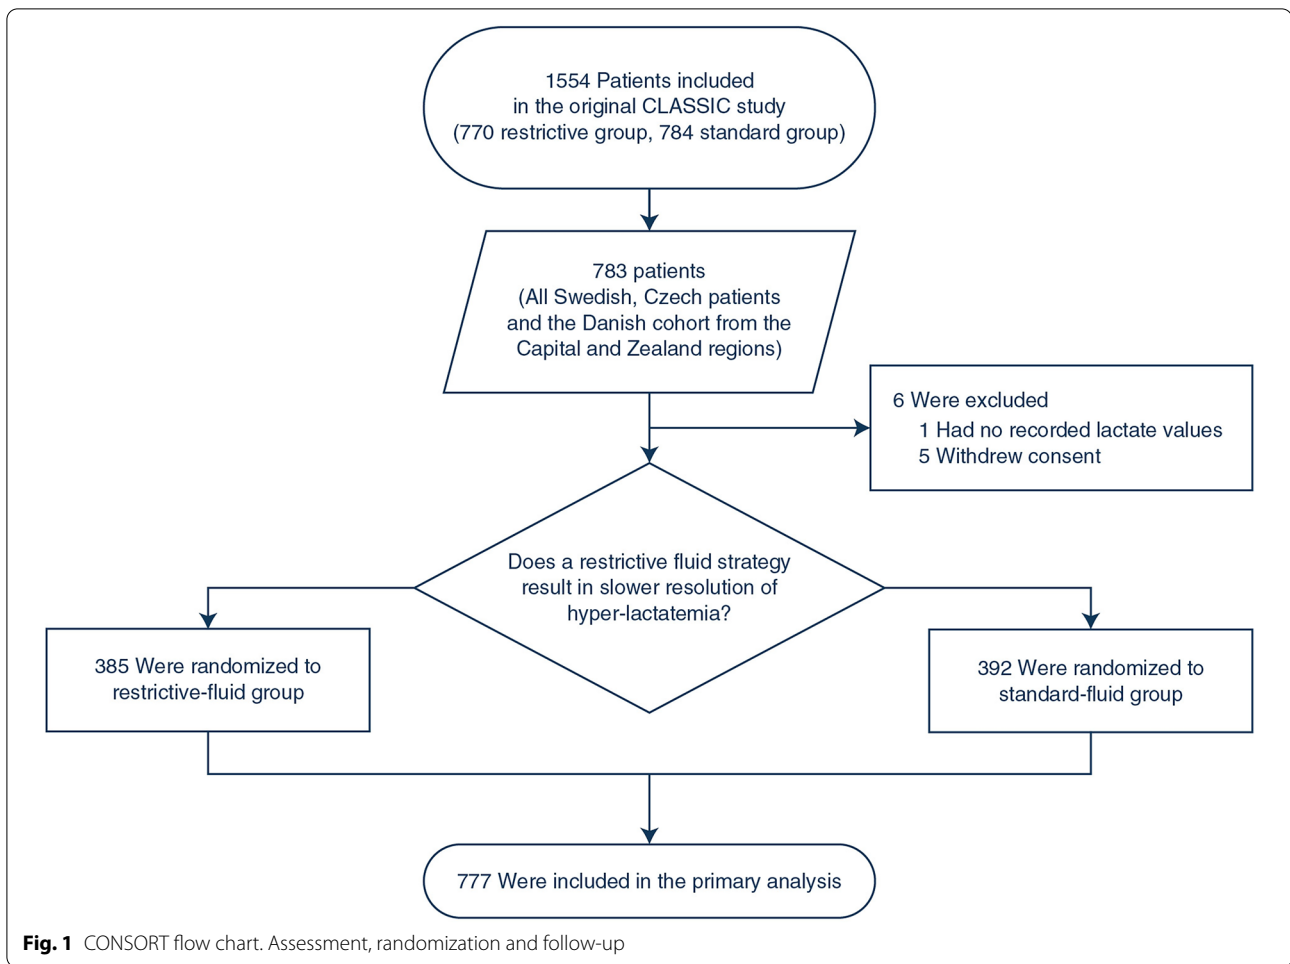 1554 Patients included
in the original CLASSIC study
(770 restrictive group, 784 standard group)
783 patients
(All Swedish, Czech patients
and the Danish cohort from the
Capital and Zealand regions)
6 Were excluded
1 Had no recorded lactate values
5 Withdrew consent
Does a restrictive fluid strategy
result in slower resolution of
hyper-lactatemia?
385 Were randomized to
restrictive-fluid group
392 Were randomized to
standard-fluid group
777 Were included in the primary analysis
Fig. 1 CONSORT flow chart. Assessment, randomization and follow-up